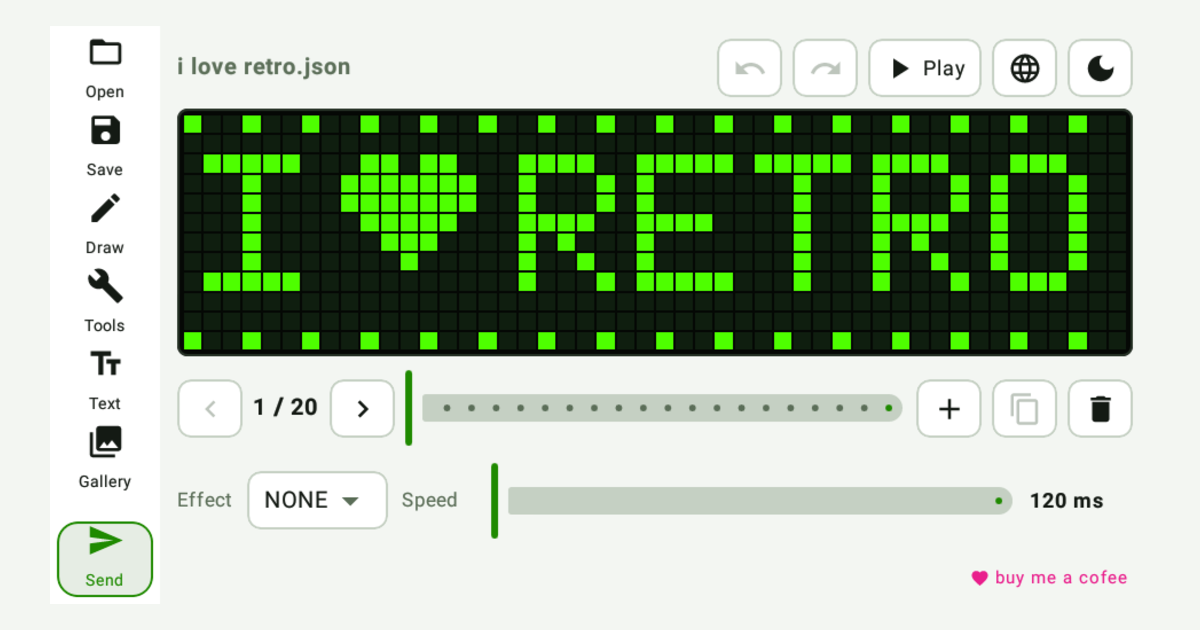 Open
Save
Draw
Tools
Text
Gallery
Send
i love retro.json
Play
I ♥ RETRO
1 / 20
Effect
NONE
Speed
120 ms
buy me a cofee